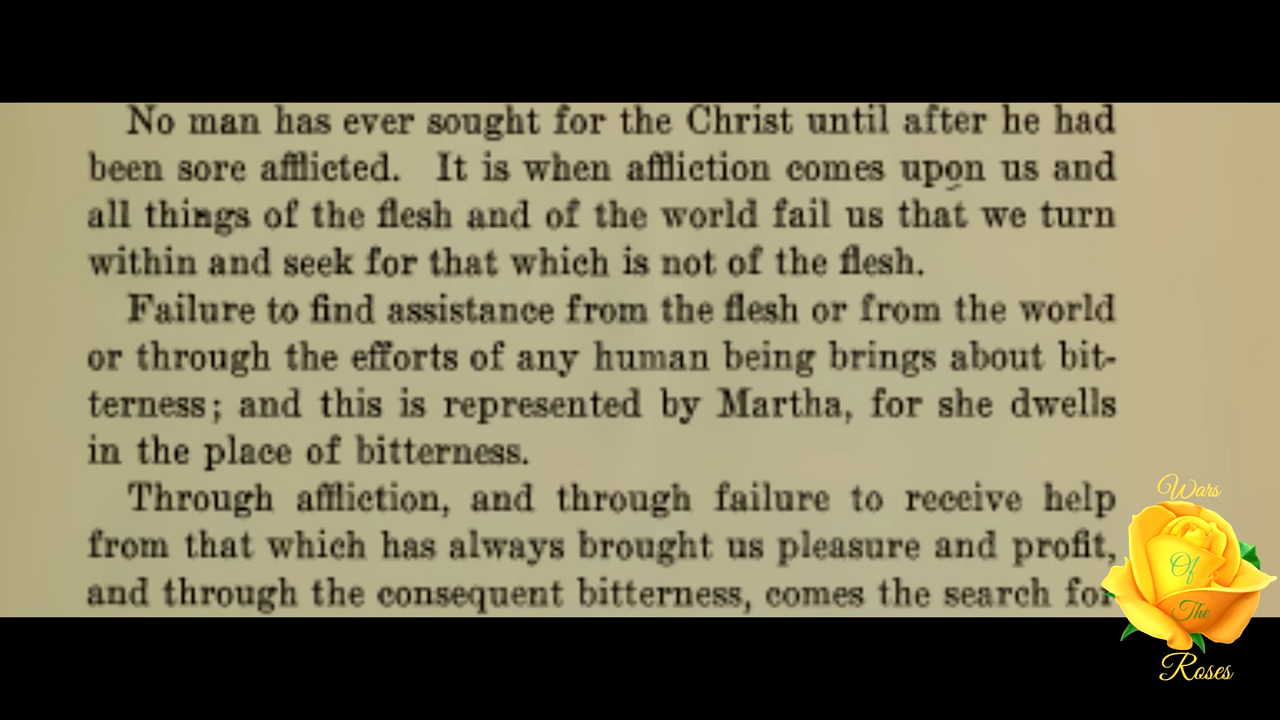 No man has ever sought for the Christ until after he had
been sore afflicted. It is when affliction comes upon us and
all things of the flesh and of the world fail us that we turn
within and seek for that which is not of the flesh.
Failure to find assistance from the flesh or from the world
or through the efforts of any human being brings about bit-
terness; and this is represented by Martha, for she dwells
in the place of bitterness.
Through affliction, and through failure to receive help
from that which has always brought us pleasure and profit,
and through the consequent bitterness, comes the search for
Wars
Of
The
Roses